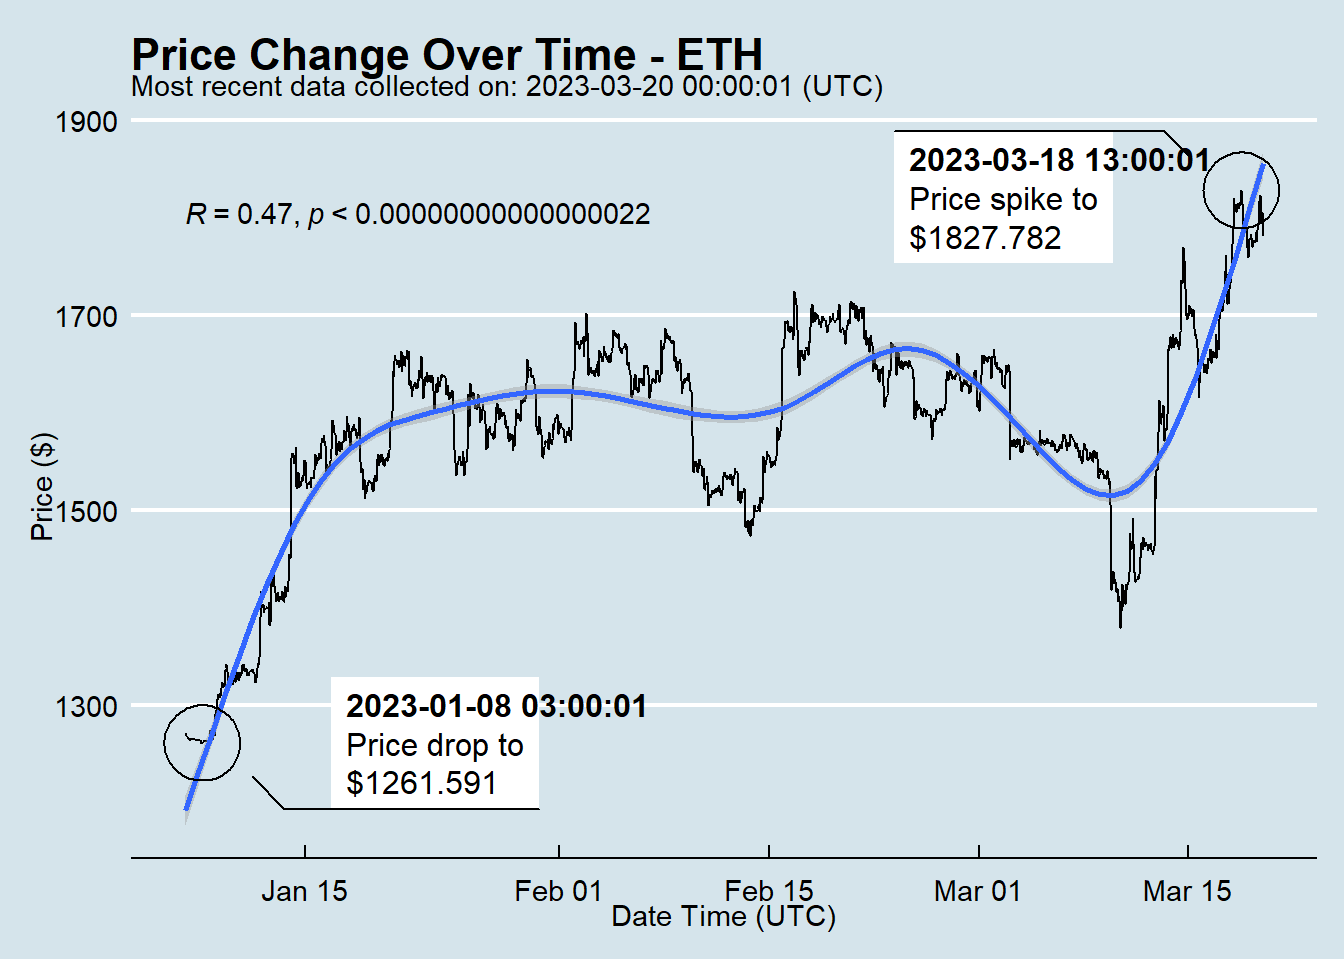 Price Change Over Time - ETH
Most recent data collected on: 2023-03-20 00:00:01 (UTC)
1900
2023-03-18 13:00:01
Price spike to
$1827.782
R = 0.47, p < 0.00000000000000022
1700
Price ($)
1500
1300
2023-01-08 03:00:01
Price drop to
$1261.591
Jan 15 Feb 01 Feb 15 Mar 01 Mar 15
Date Time (UTC)